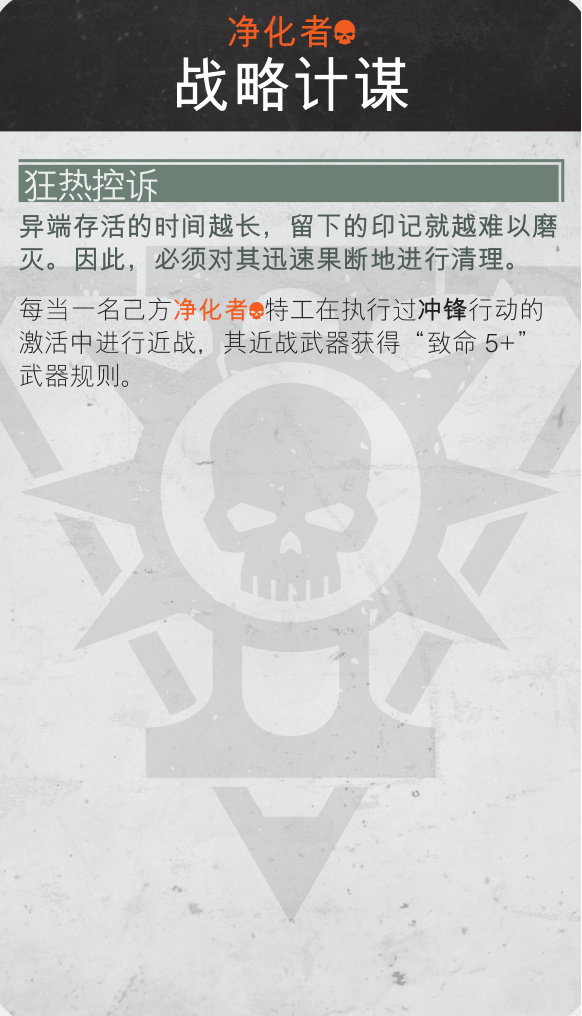 净化者
战略计谋
狂热控诉
异端存活的时间越长，留下的印记就越难以磨
灭。因此，必须对其迅速果断地进行清理。
每当一名己方净化者特工在执行过冲锋行动的
激活中进行近战，其近战武器获得“致命 5+”
武器规则。